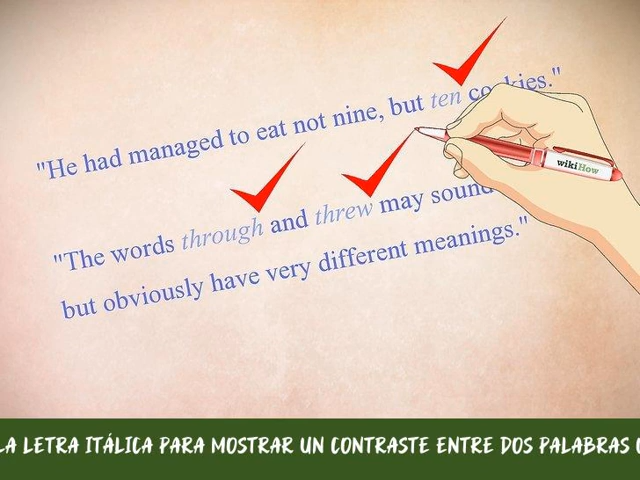 "He had managed to eat not nine, but ten cookies."
"The words through and threw may sound
but obviously have very different meanings."
wikiHow
LA LETRA ITÁLICA PARA MOSTRAR UN CONTRASTE ENTRE DOS PALABRAS